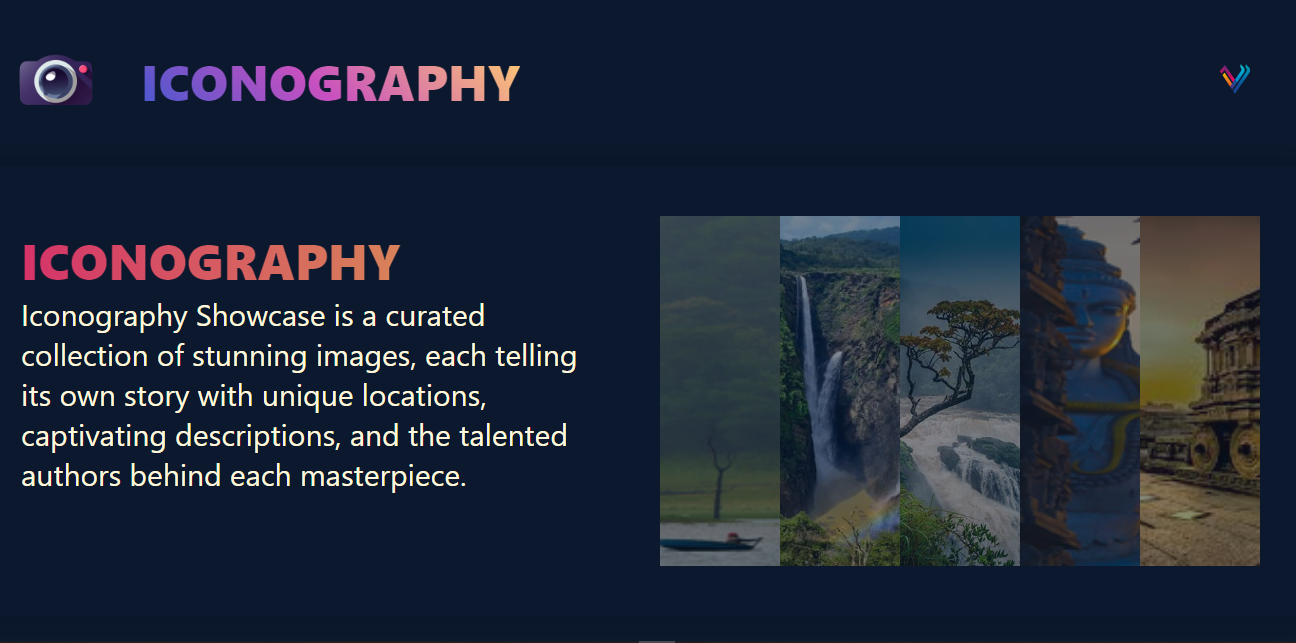 ICONOGRAPHY
ICONOGRAPHY
Iconography Showcase is a curated
collection of stunning images, each telling
its own story with unique locations,
captivating descriptions, and the talented
authors behind each masterpiece.